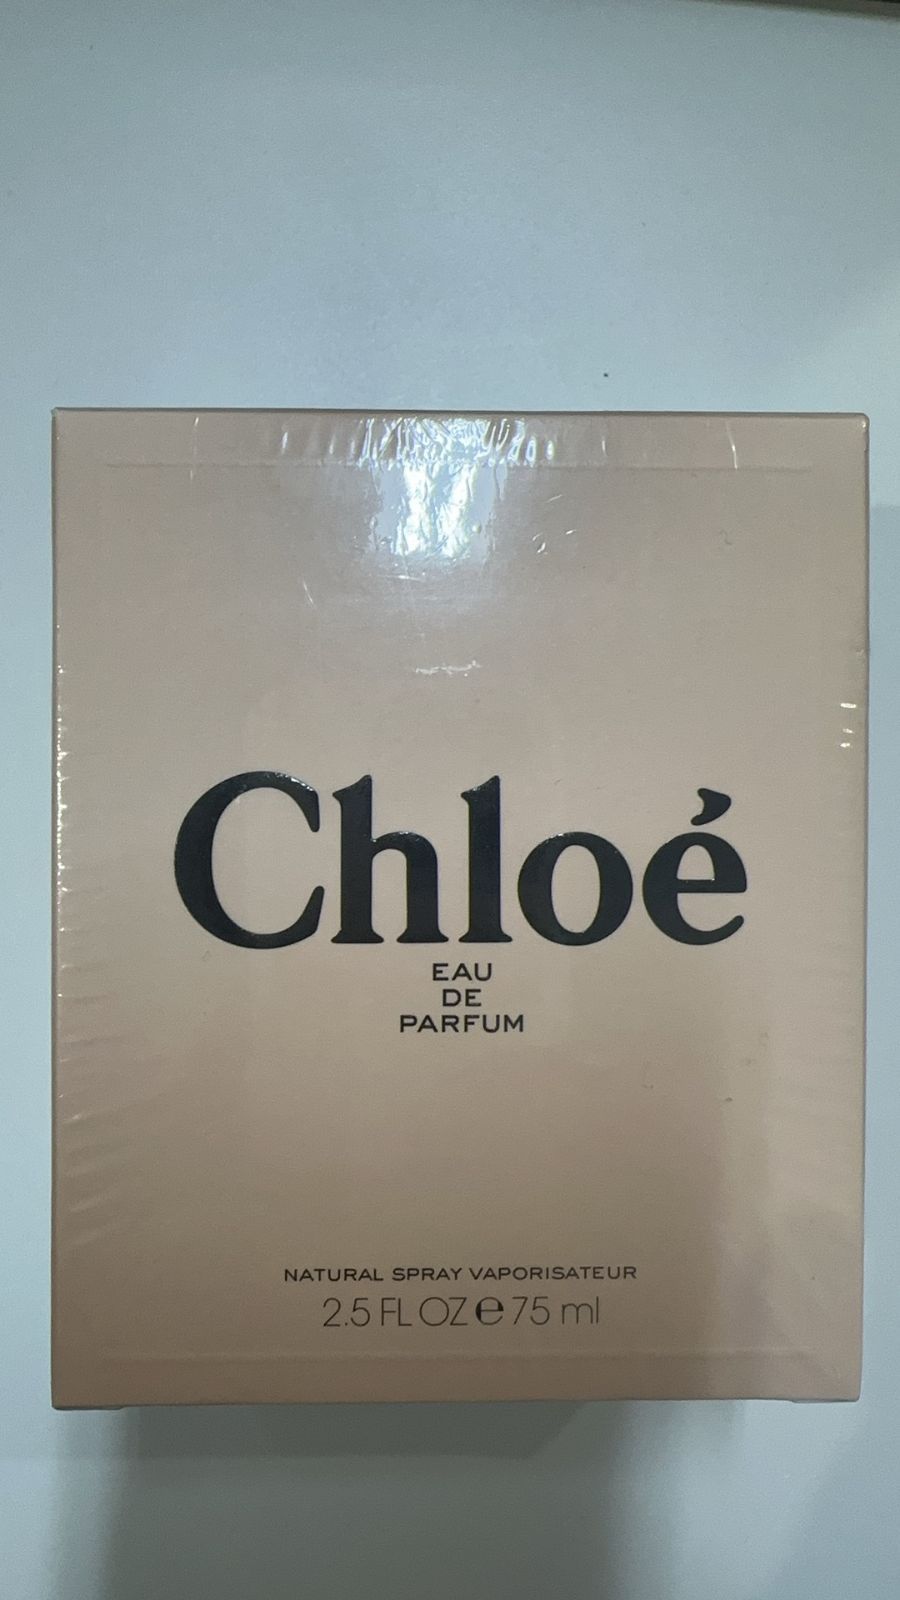 Chloé
EAU
DE
PARFUM
NATURAL SPRAY VAPORISATEUR
2.5 FL OZ ℮ 75 ml